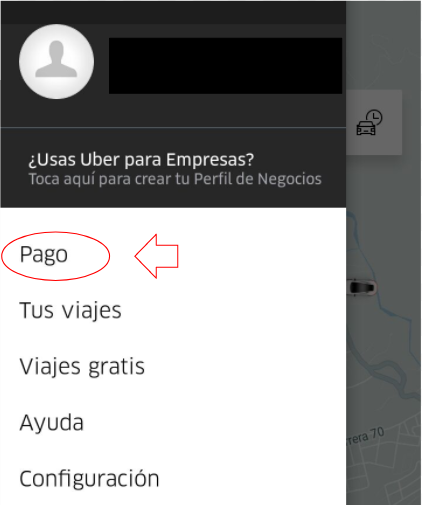 ¿Usas Uber para Empresas?
Toca aquí para crear tu Perfil de Negocios
Pago
Tus viajes
Viajes gratis
Ayuda
Configuración
70